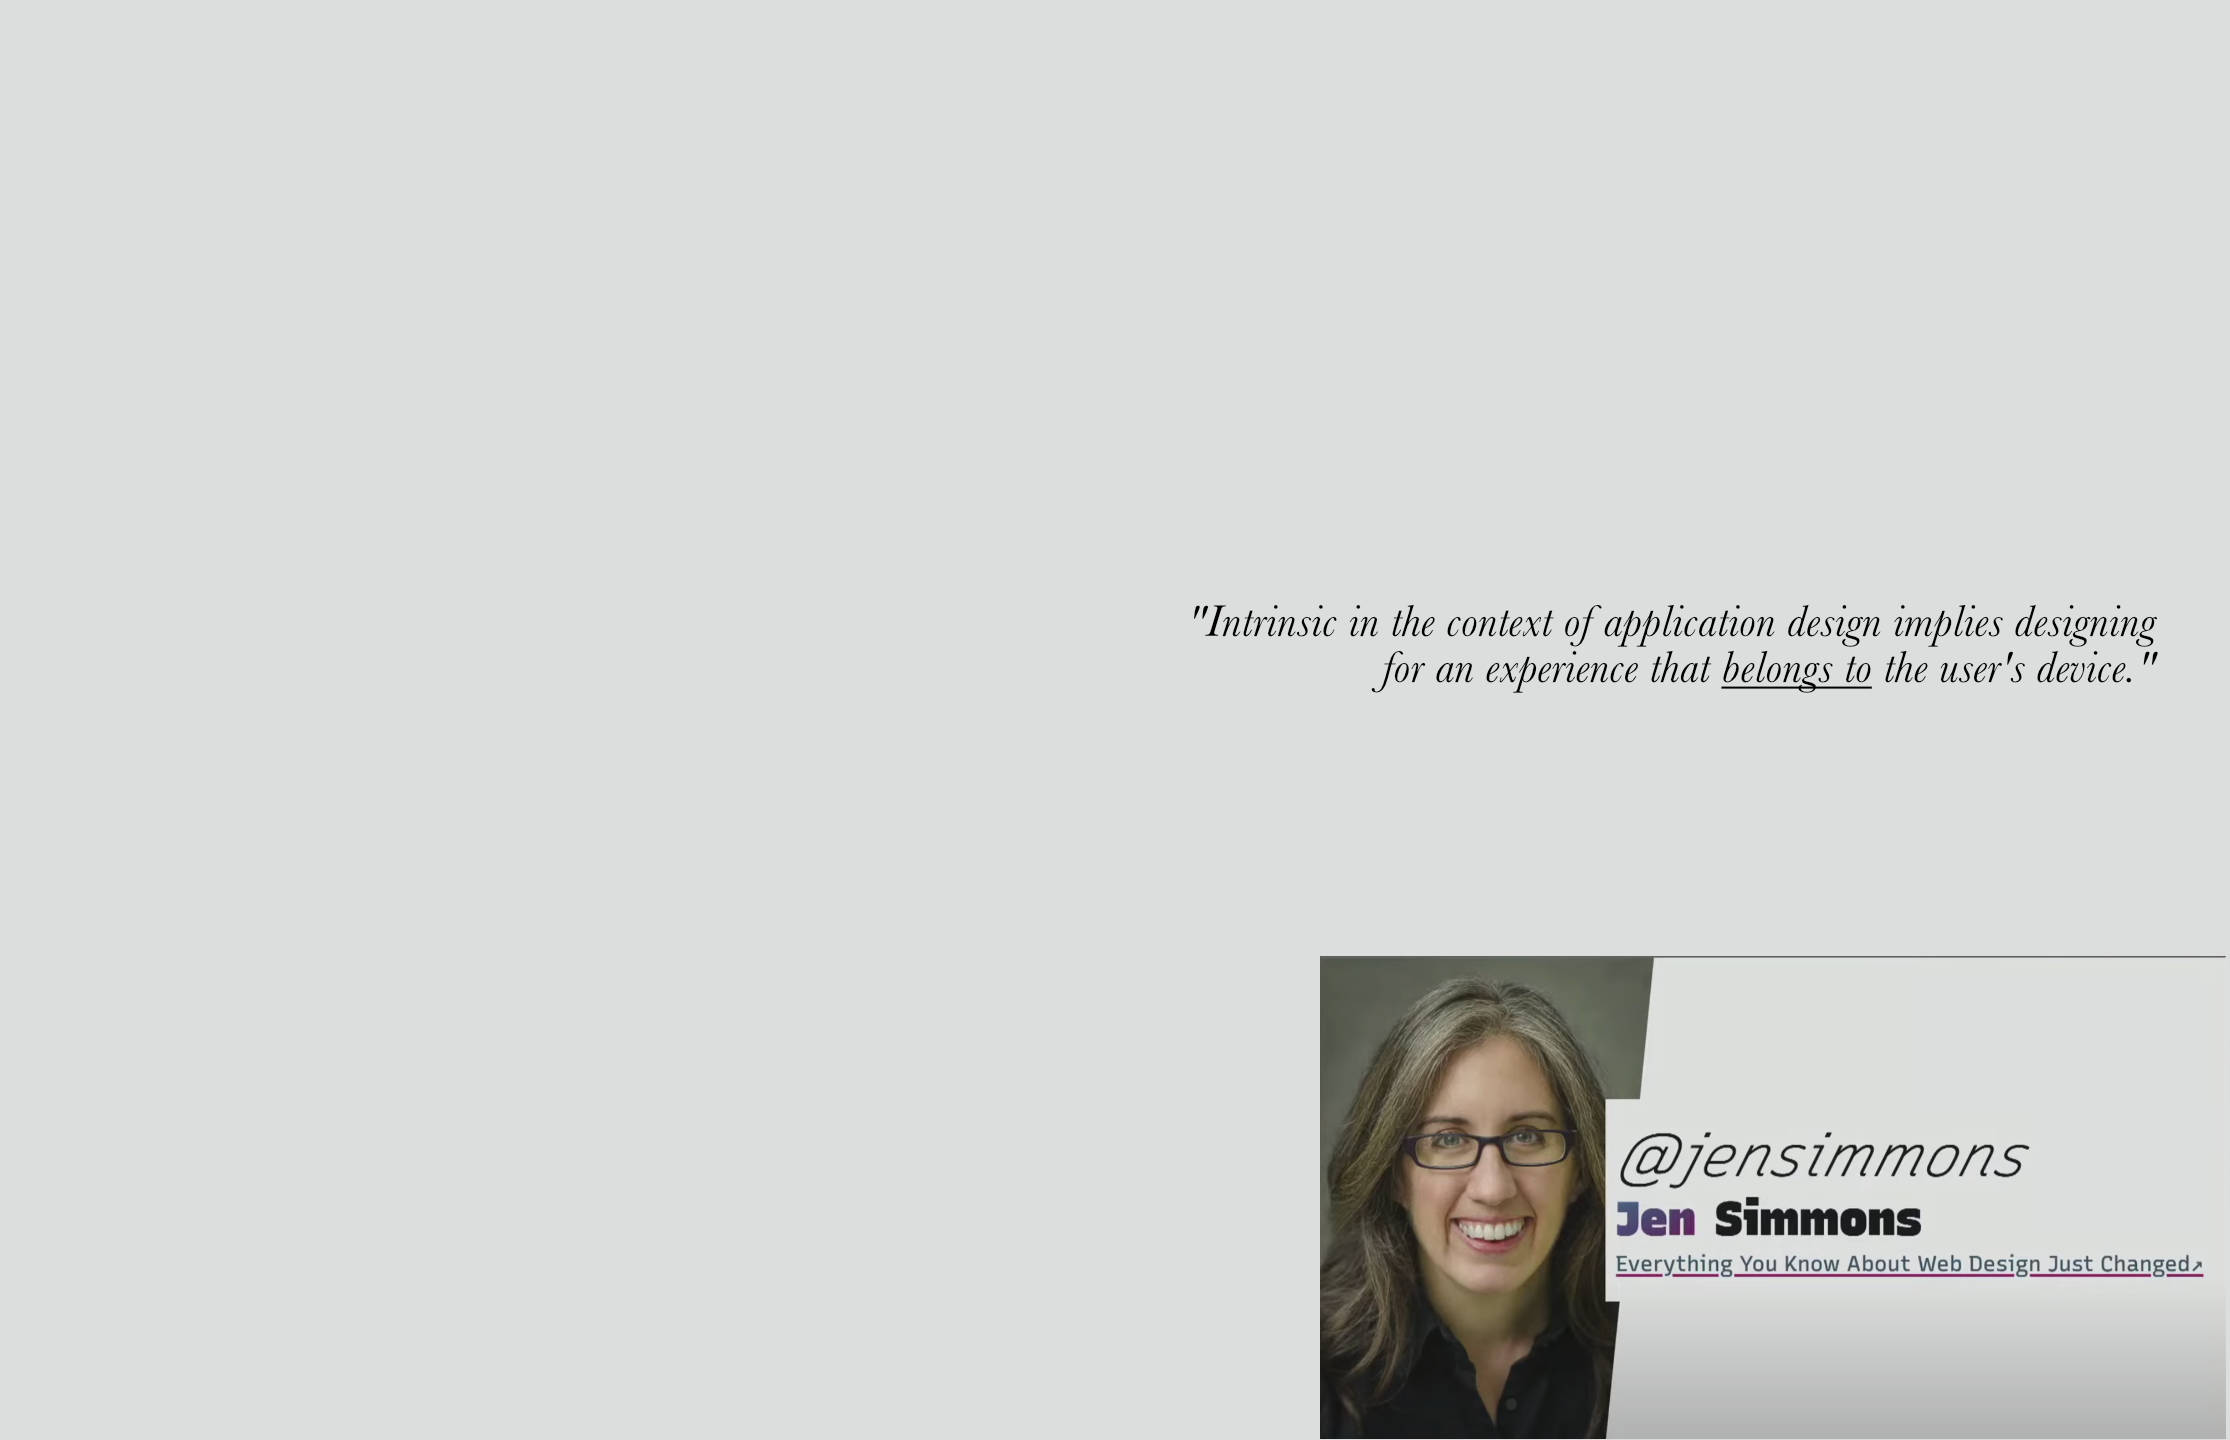 "Intrinsic in the context of application design implies designing
for an experience that belongs to the user's device."
@jensimmons
Jen Simmons
Everything You Know About Web Design Just Changed↗